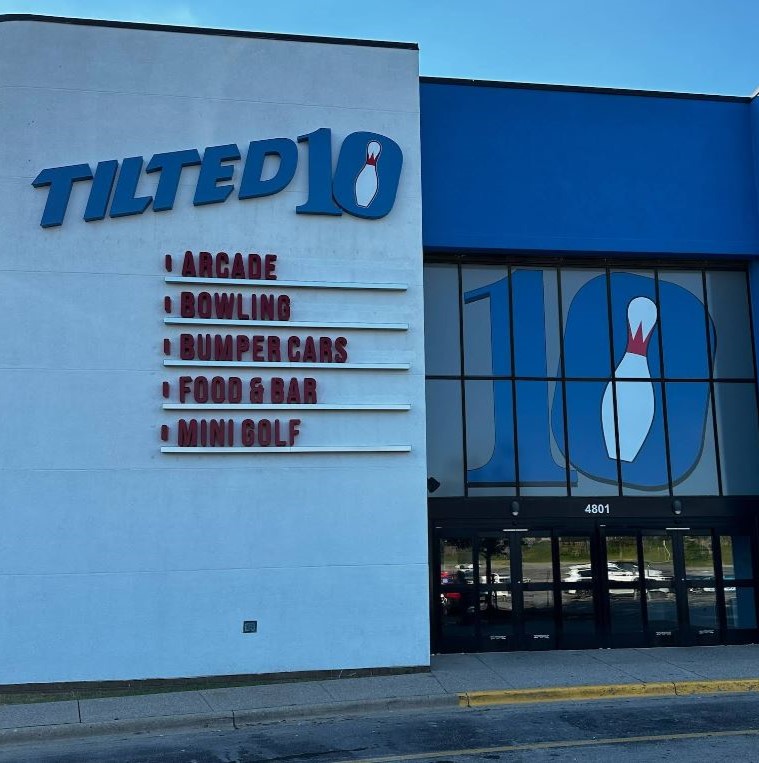 TILTED 10
ARCADE
BOWLING
BUMPER CARS
FOOD & BAR
MINI GOLF
10
4801